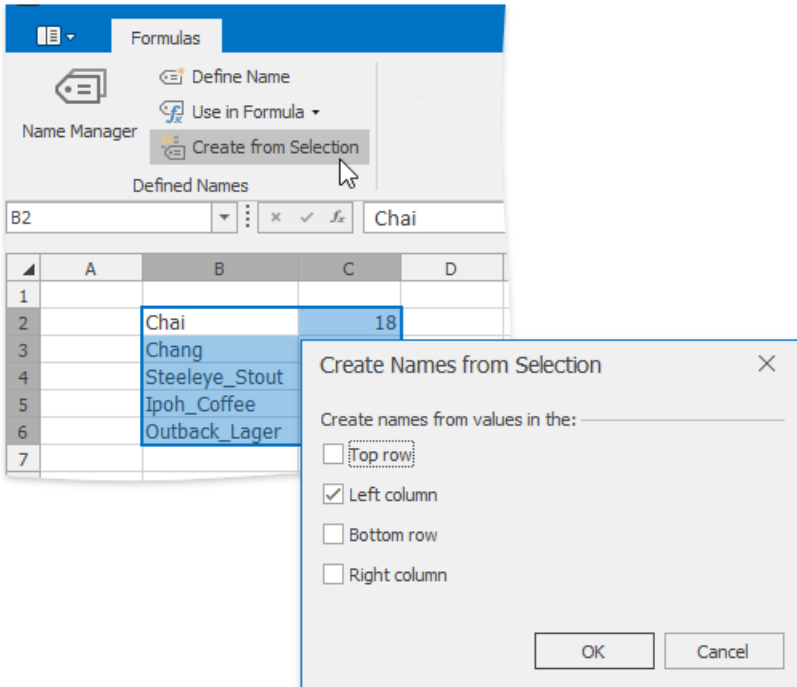 Formulas
Define Name
Use in Formula
Name Manager
Create from Selection
Defined Names
B2
fx
Chai
A B C D
1
2 Chai 18
3 Chang
4 Steeleye_Stout
5 Ipoh_Coffee
6 Outback_Lager
7
Create Names from Selection
Create names from values in the:
Top row
Left column
Bottom row
Right column
OK Cancel